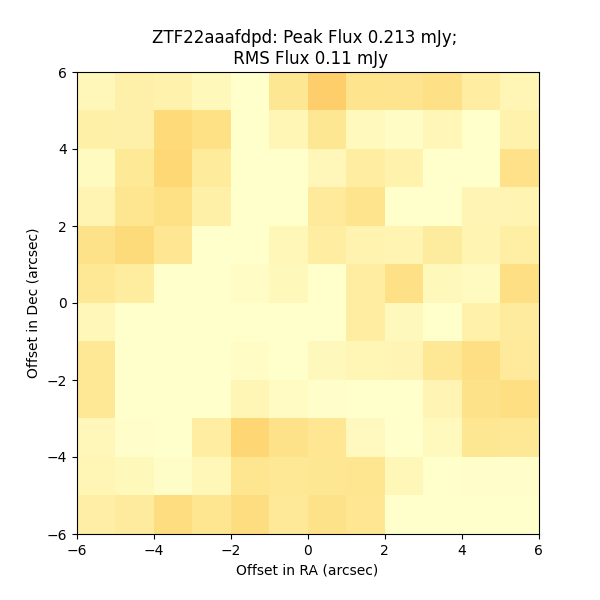 ZTF22aaafdpd: Peak Flux 0.213 mJy;
RMS Flux 0.11 mJy
6
4
2
0
−2
−4
−6
Offset in Dec (arcsec)
−6 −4 −2 0 2 4 6
Offset in RA (arcsec)